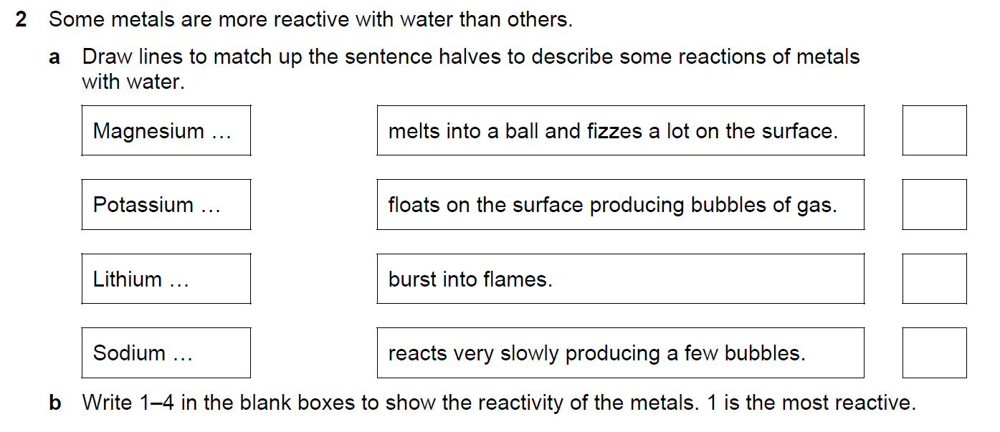 2 Some metals are more reactive with water than others.
a Draw lines to match up the sentence halves to describe some reactions of metals
with water.
Magnesium … melts into a ball and fizzes a lot on the surface.
Potassium … floats on the surface producing bubbles of gas.
Lithium … burst into flames.
Sodium … reacts very slowly producing a few bubbles.
b Write 1–4 in the blank boxes to show the reactivity of the metals. 1 is the most reactive.